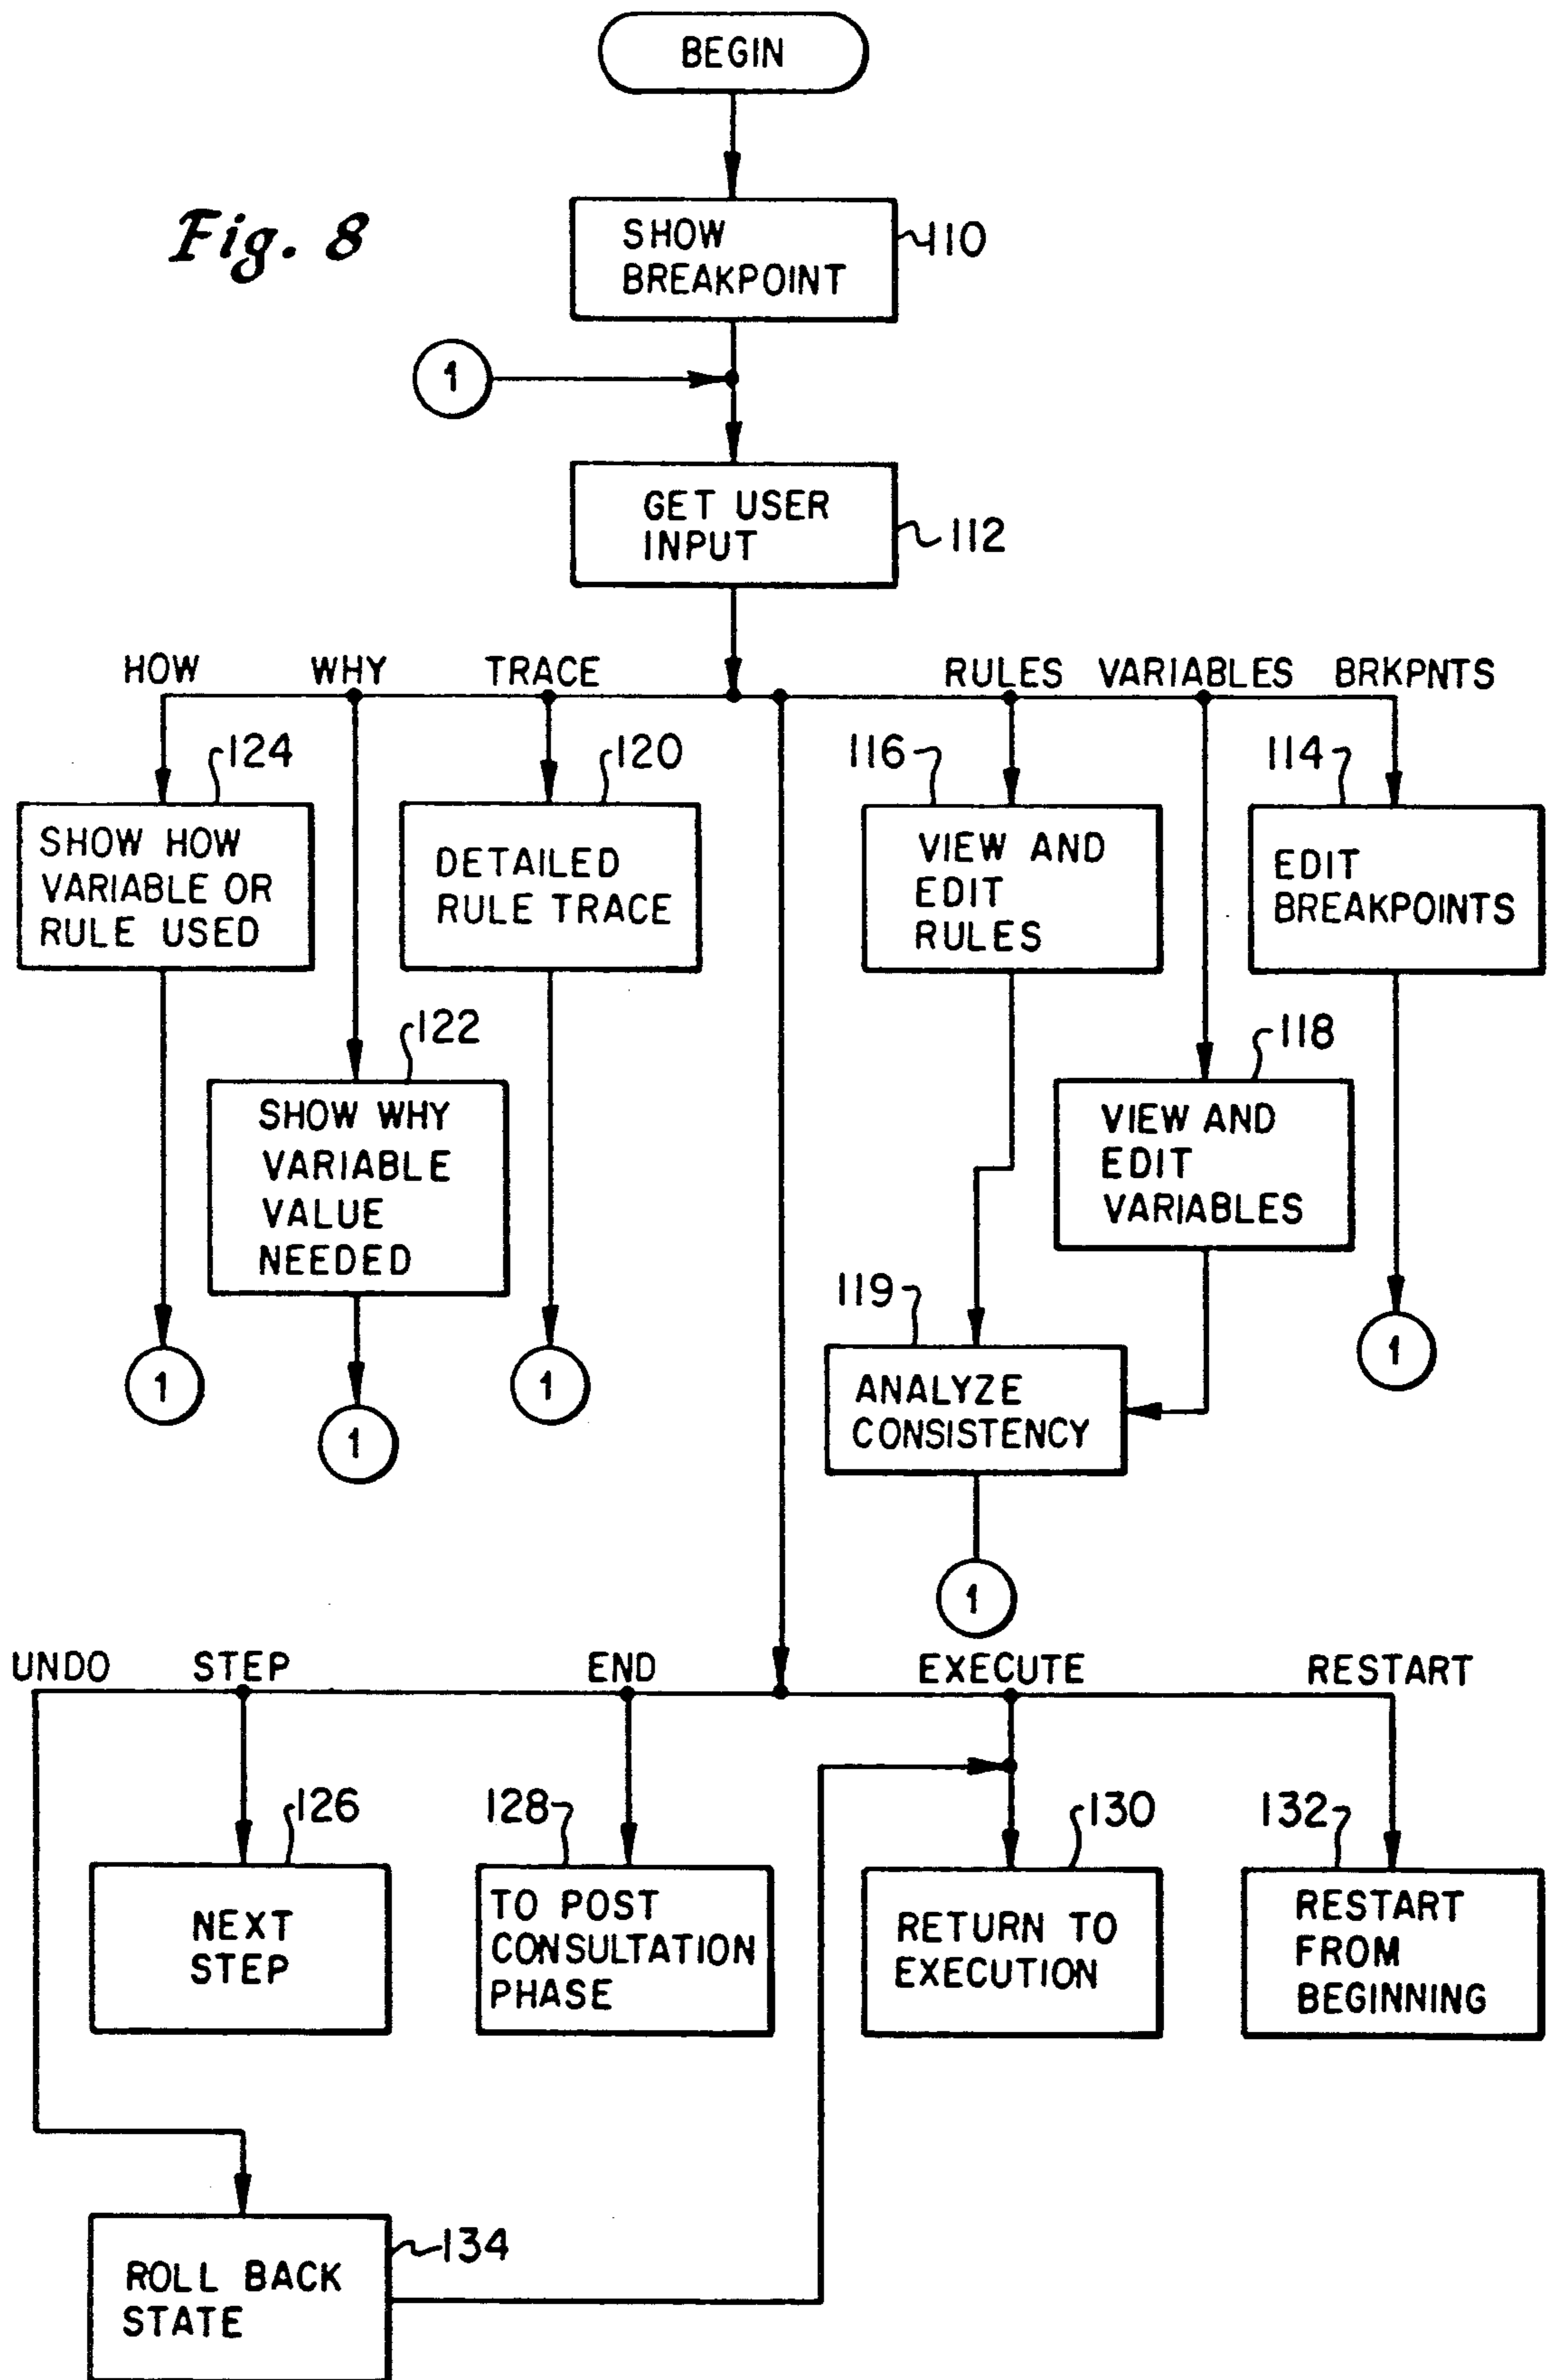 BEGIN
Fig. 8
SHOW
BREAKPOINT
110
1
GET USER
INPUT
112
HOW WHY TRACE RULES VARIABLES BRKPNTS
124
120
116
114
SHOW HOW
VARIABLE OR
RULE USED
DETAILED
RULE TRACE
VIEW AND
EDIT
RULES
EDIT
BREAKPOINTS
122
118
SHOW WHY
VARIABLE
VALUE
NEEDED
VIEW AND
EDIT
VARIABLES
119
ANALYZE
CONSISTENCY
1
1
1
1
1
UNDO STEP END EXECUTE RESTART
126
128
130
132
NEXT
STEP
TO POST
CONSULTATION
PHASE
RETURN TO
EXECUTION
RESTART
FROM
BEGINNING
134
ROLL BACK
STATE